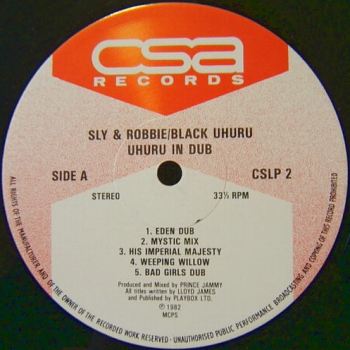 csa
RECORDS
SLY & ROBBIE/BLACK UHURU
UHURU IN DUB
SIDE A
CSLP 2
STEREO
33⅓ RPM
1. EDEN DUB
2. MYSTIC MIX
3. HIS IMPERIAL MAJESTY
4. WEEPING WILLOW
5. BAD GIRLS DUB
Produced and Mixed by PRINCE JAMMY
All titles written by LLOYD JAMES
and Published by PLAYBOX LTD.
℗ 1982
MCPS
ALL RIGHTS OF THE MANUFACTURER AND OF THE OWNER OF THE RECORDED WORK RESERVED - UNAUTHORISED PUBLIC PERFORMANCE BROADCASTING AND COPYING OF THIS RECORD PROHIBITED